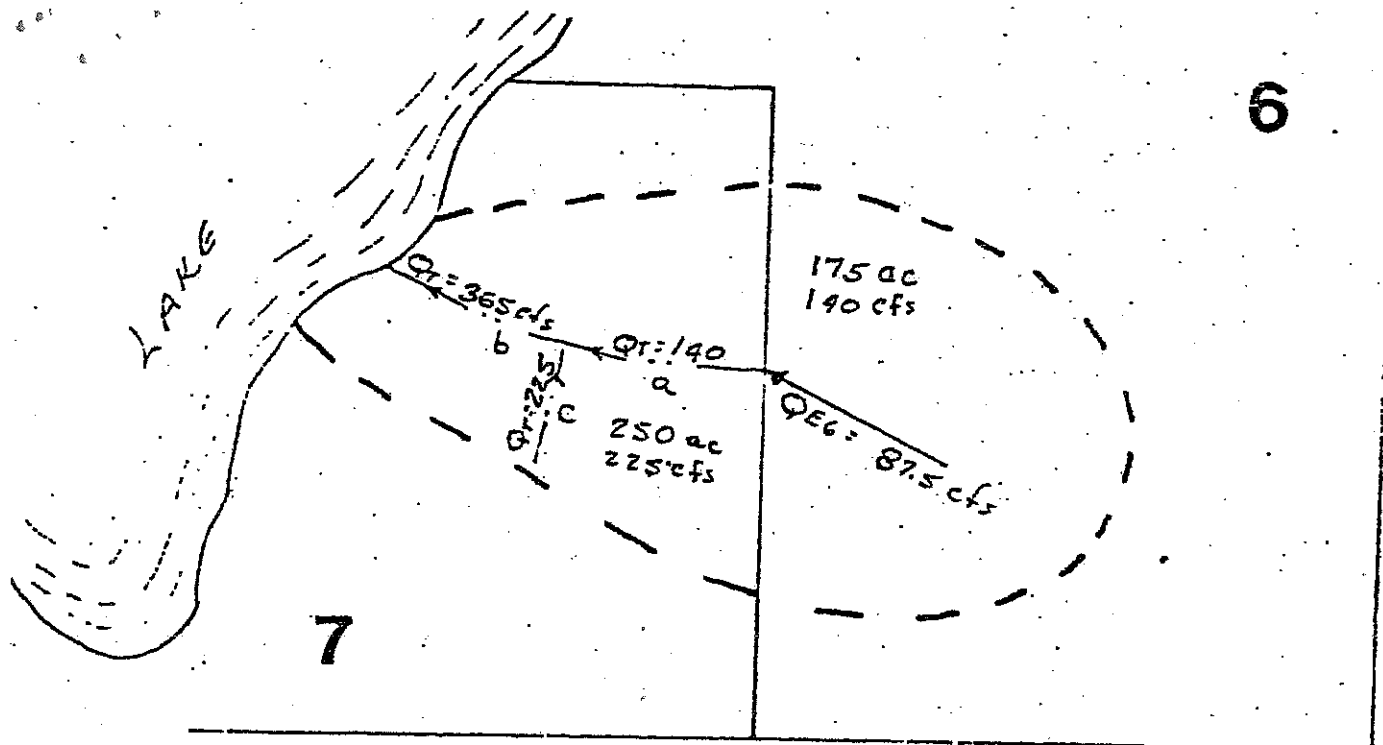 6
LAKE
175 ac
140 cfs
QT=365 cfs
b
QT=140
a
QT=225
c
250 ac
225 cfs
QE6= 87.5 cfs
7